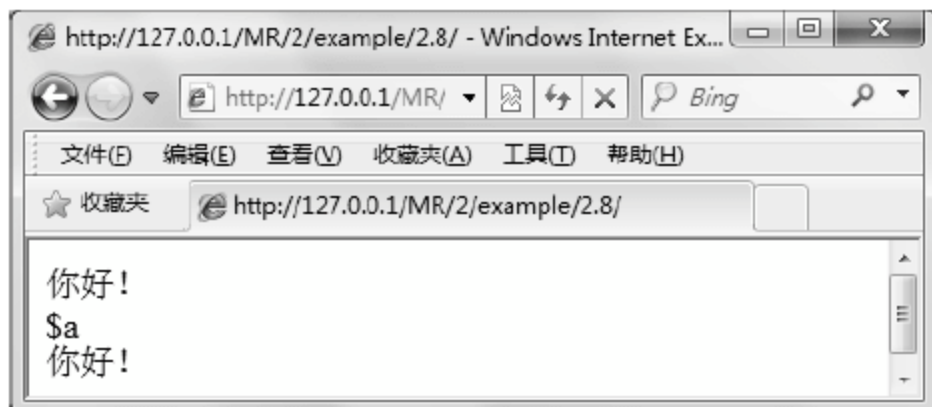 http://127.0.0.1/MR/2/example/2.8/ - Windows Internet Ex...
http://127.0.0.1/MR/ Bing
文件(F) 编辑(E) 查看(V) 收藏夹(A) 工具(T) 帮助(H)
收藏夹 http://127.0.0.1/MR/2/example/2.8/
你好!
$a
你好!